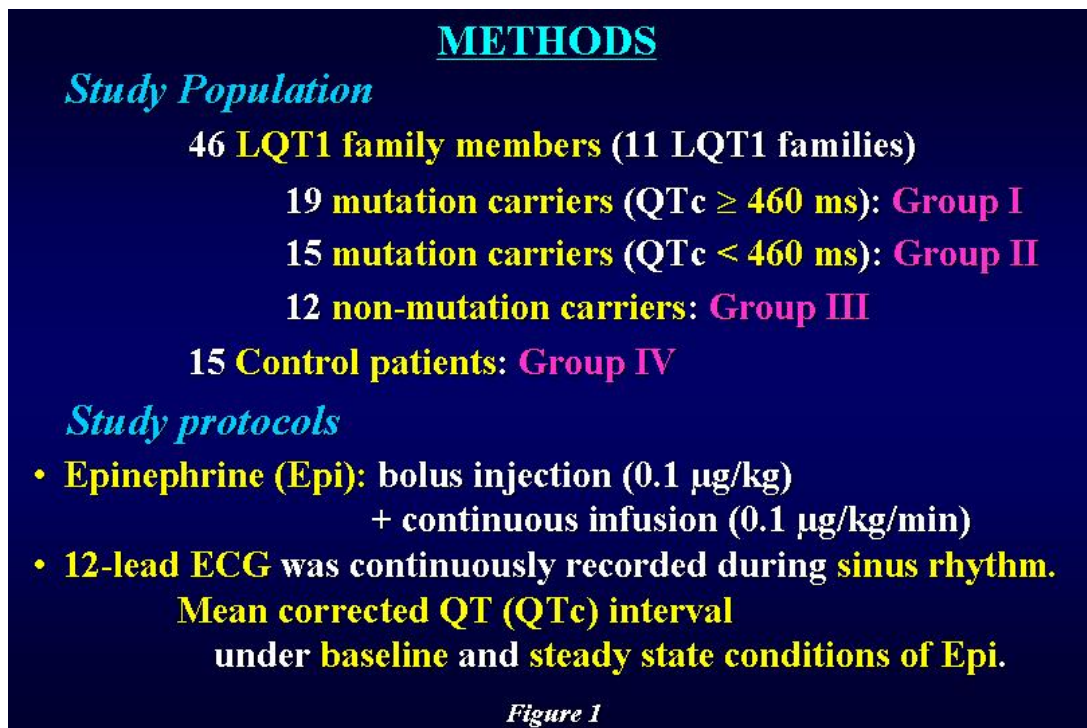 METHODS
Study Population
46 LQT1 family members (11 LQT1 families)
19 mutation carriers (QTc ≥ 460 ms): Group I
15 mutation carriers (QTc < 460 ms): Group II
12 non-mutation carriers: Group III
15 Control patients: Group IV
Study protocols
• Epinephrine (Epi): bolus injection (0.1 µg/kg)
+ continuous infusion (0.1 µg/kg/min)
• 12-lead ECG was continuously recorded during sinus rhythm.
Mean corrected QT (QTc) interval
under baseline and steady state conditions of Epi.
Figure 1